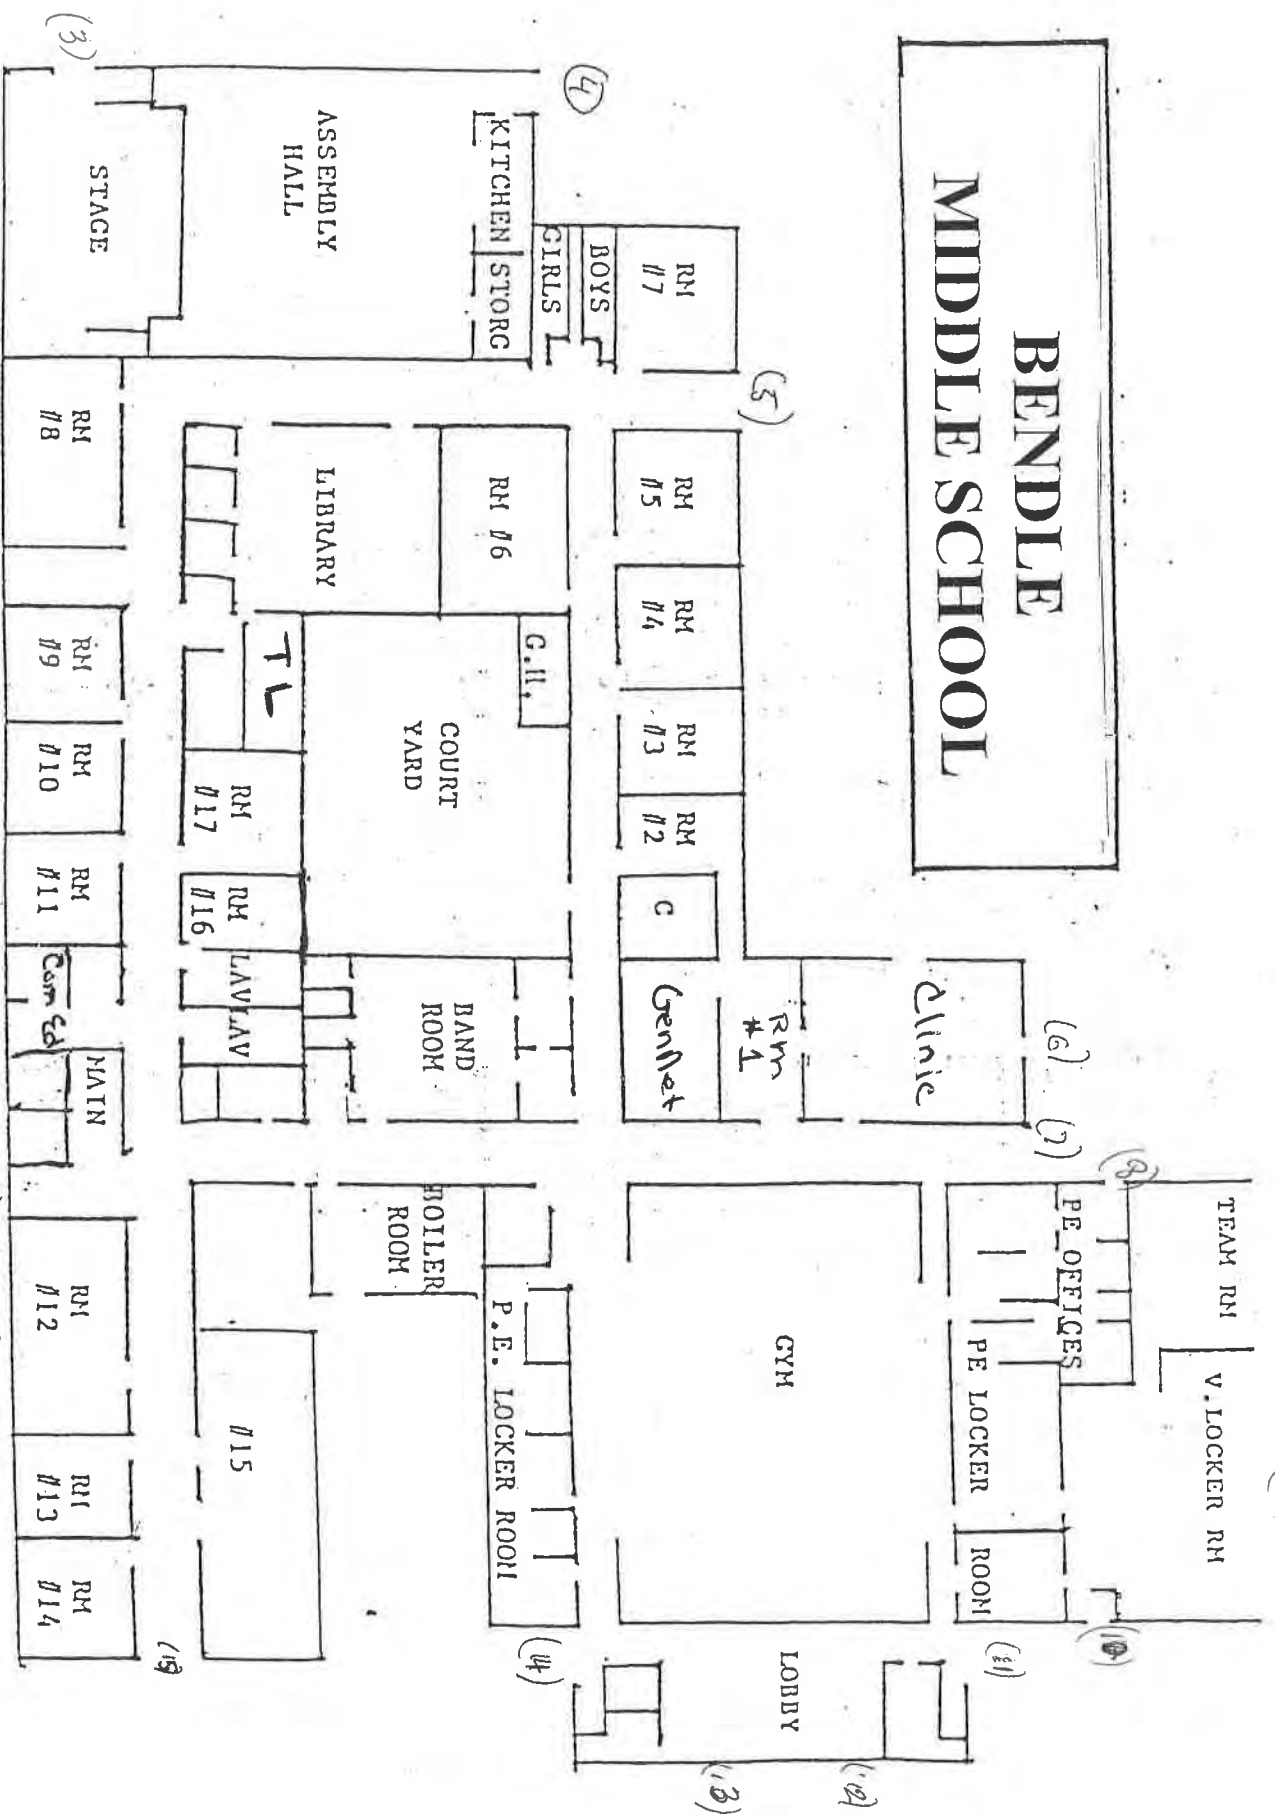 BENDLE
MIDDLE SCHOOL
(3)
(4)
(5)
(6)
(7)
(8)
TEAM RM
V.LOCKER RM
PE OFFICES
PE LOCKER
ROOM
(11)
Clinic
Rm
#1
GenNet
C
RM
#2
RM
#3
RM
#4
RM
#5
RM
#7
BOYS
GIRLS
KITCHEN
STORG
ASSEMBLY
HALL
STAGE
RM #6
LIBRARY
G.H.
COURT
YARD
T L
BAND
ROOM
GYM
LOBBY
(12)
(13)
(14)
P.E. LOCKER ROOM
BOILER
ROOM
RM
#17
RM
#16
LAV
LAV
#15
RM
#8
RM
#9
RM
#10
RM
#11
Com Ed
MAIN
RM
#12
RM
#13
RM
#14